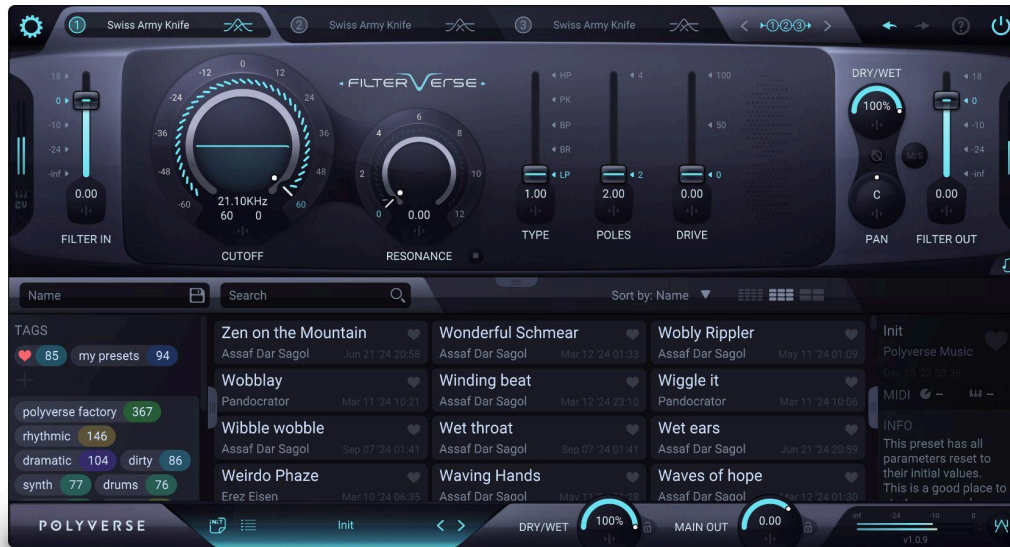 1 Swiss Army Knife
2 Swiss Army Knife
3 Swiss Army Knife
1 2 3
?
18
0
-10
-24
-inf
0.00
FILTER IN
CV
0
-12 12
-24 24
-36 36
-48 48
-60 60
21.10KHz
60 0
CUTOFF
FILTERVERSE
6
4 8
2 10
0 12
0.00
RESONANCE
HP
PK
BP
BR
LP
1.00
TYPE
4
2
2.00
POLES
100
50
0
0.00
DRIVE
DRY/WET
100%
M/S
C
PAN
18
0
-10
-24
-inf
0.00
FILTER OUT
Name
Search
Sort by: Name
TAGS
85 my presets 94
polyverse factory 367
rhythmic 146
dramatic 104 dirty 86
synth 77 drums 76
Zen on the Mountain
Assaf Dar Sagol Jun 21 '24 20:58
Wonderful Schmear
Assaf Dar Sagol Mar 12 '24 01:33
Wobly Rippler
Assaf Dar Sagol May 11 '24 01:09
Wobblay
Pandocrator Mar 11 '24 10:21
Winding beat
Assaf Dar Sagol Mar 12 '24 23:10
Wiggle it
Pandocrator Mar 11 '24 10:06
Wibble wobble
Assaf Dar Sagol Sep 07 '24 01:41
Wet throat
Assaf Dar Sagol Sep 07 '24 01:41
Wet ears
Assaf Dar Sagol Jun 21 '24 20:59
Weirdo Phaze
Erez Eisen Mar 10 '24 06:35
Waving Hands
Assaf Dar Sagol May 11
Waves of hope
Assaf Dar Sagol Mar 12 '24 01:30
Init
Polyverse Music
MIDI -- --
INFO
This preset has all
parameters reset to
their initial values.
This is a good place to
POLYVERSE
INIT
Init
DRY/WET
100%
MAIN OUT
0.00
-inf -24 -10 0
v1.0.9